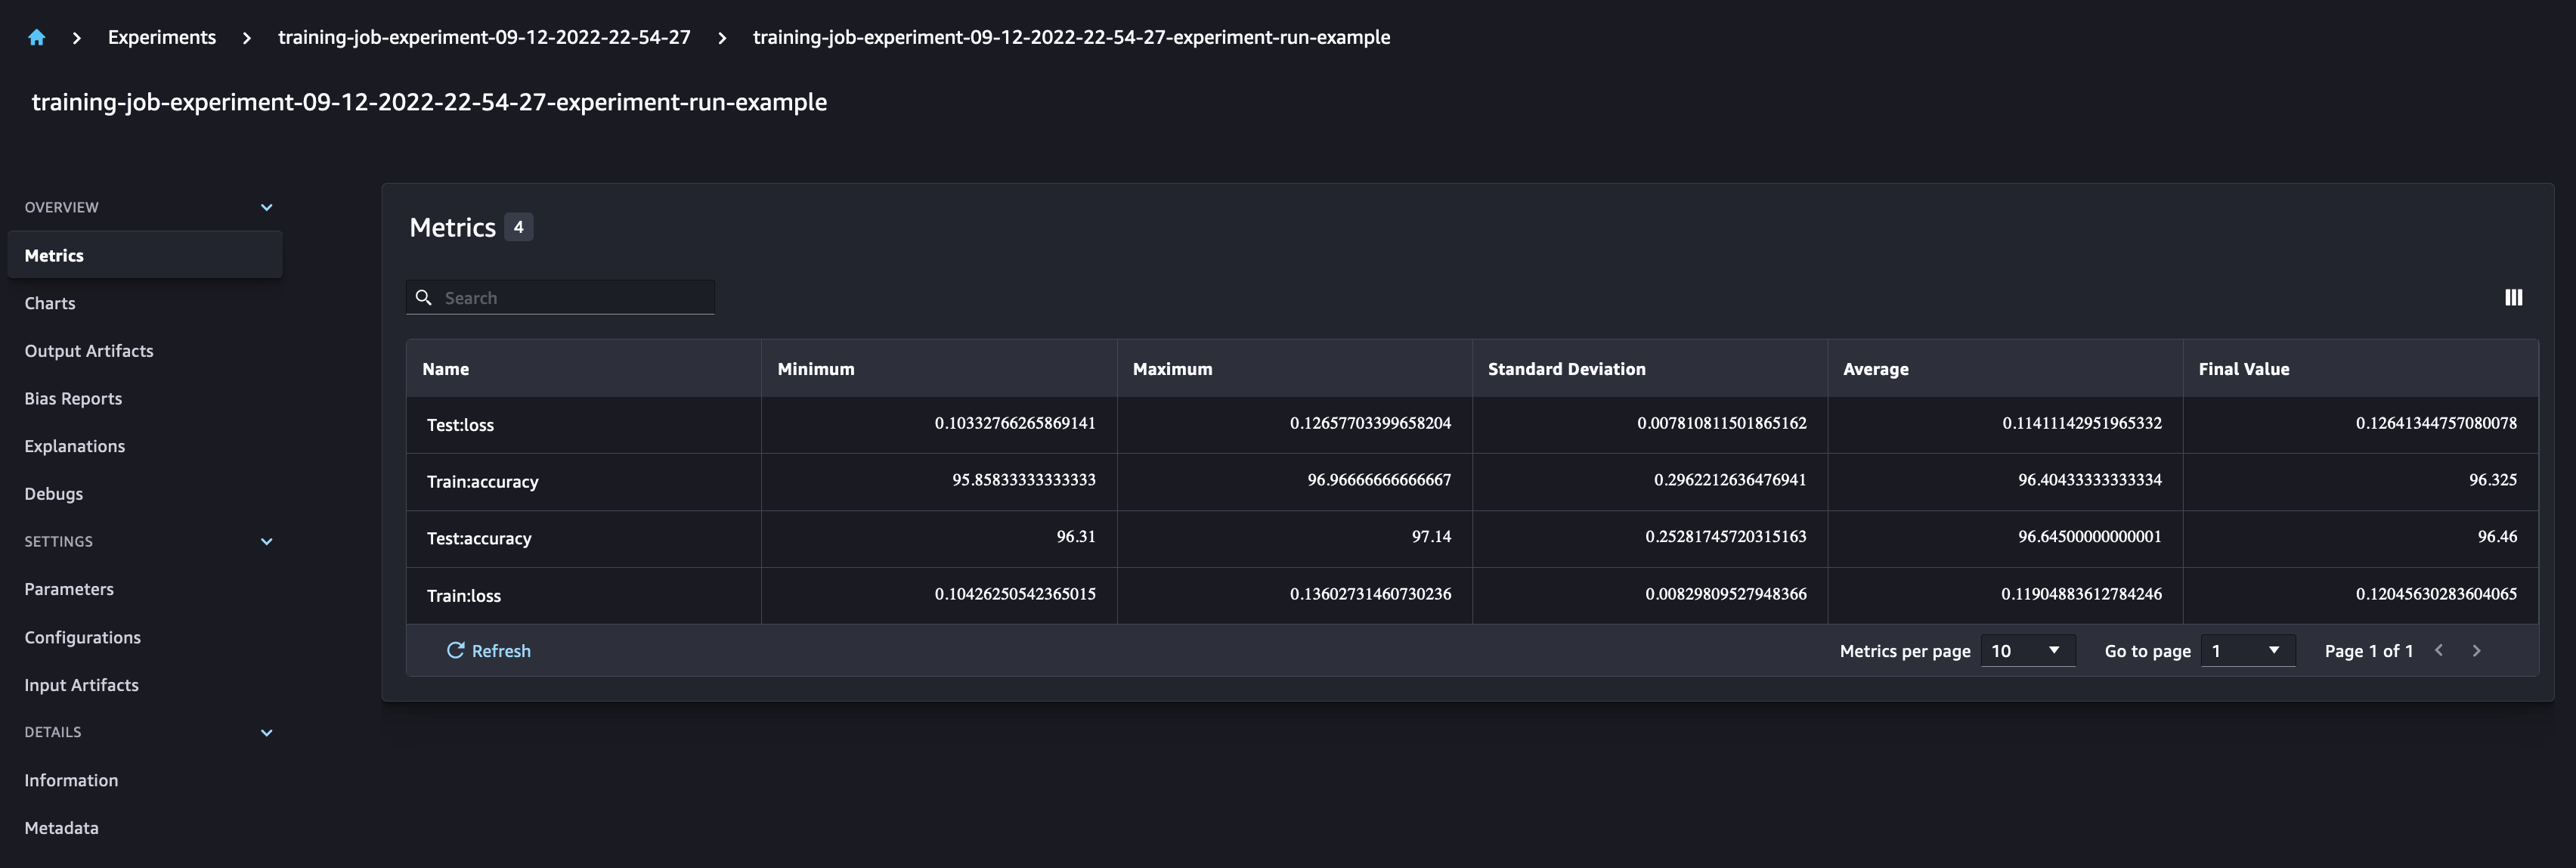 Experiments training-job-experiment-09-12-2022-22-54-27 training-job-experiment-09-12-2022-22-54-27-experiment-run-example
training-job-experiment-09-12-2022-22-54-27-experiment-run-example
OVERVIEW
Metrics
Charts
Output Artifacts
Bias Reports
Explanations
Debugs
SETTINGS
Parameters
Configurations
Input Artifacts
DETAILS
Information
Metadata
Metrics 4
Search
Name Minimum Maximum Standard Deviation Average Final Value
Test:loss 0.10332766265869141 0.12657703399658204 0.007810811501865162 0.11411142951965332 0.12641344757080078
Train:accuracy 95.85833333333333 96.96666666666667 0.2962212636476941 96.40433333333334 96.325
Test:accuracy 96.31 97.14 0.25281745720315163 96.64500000000001 96.46
Train:loss 0.10426250542365015 0.13602731460730236 0.00829809527948366 0.11904883612784246 0.12045630283604065
Refresh Metrics per page 10 Go to page 1 Page 1 of 1